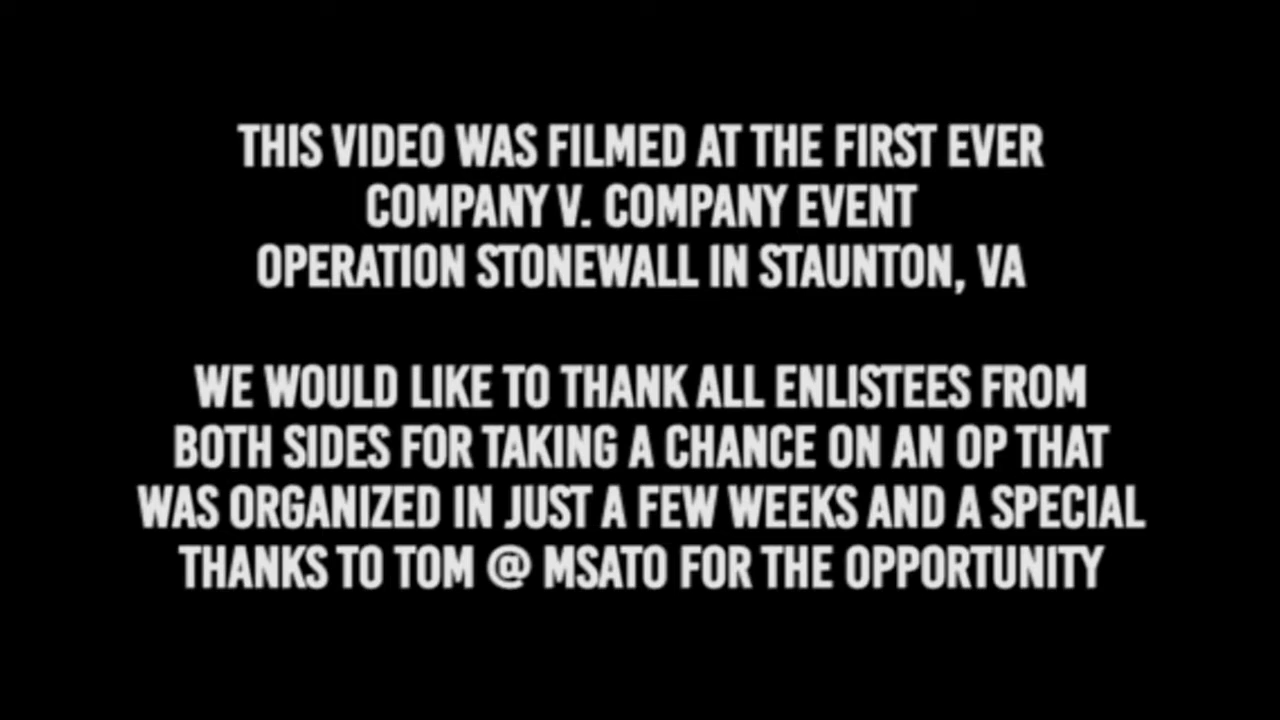 THIS VIDEO WAS FILMED AT THE FIRST EVER
COMPANY V. COMPANY EVENT
OPERATION STONEWALL IN STAUNTON, VA
WE WOULD LIKE TO THANK ALL ENLISTEES FROM
BOTH SIDES FOR TAKING A CHANCE ON AN OP THAT
WAS ORGANIZED IN JUST A FEW WEEKS AND A SPECIAL
THANKS TO TOM @ MSATO FOR THE OPPORTUNITY